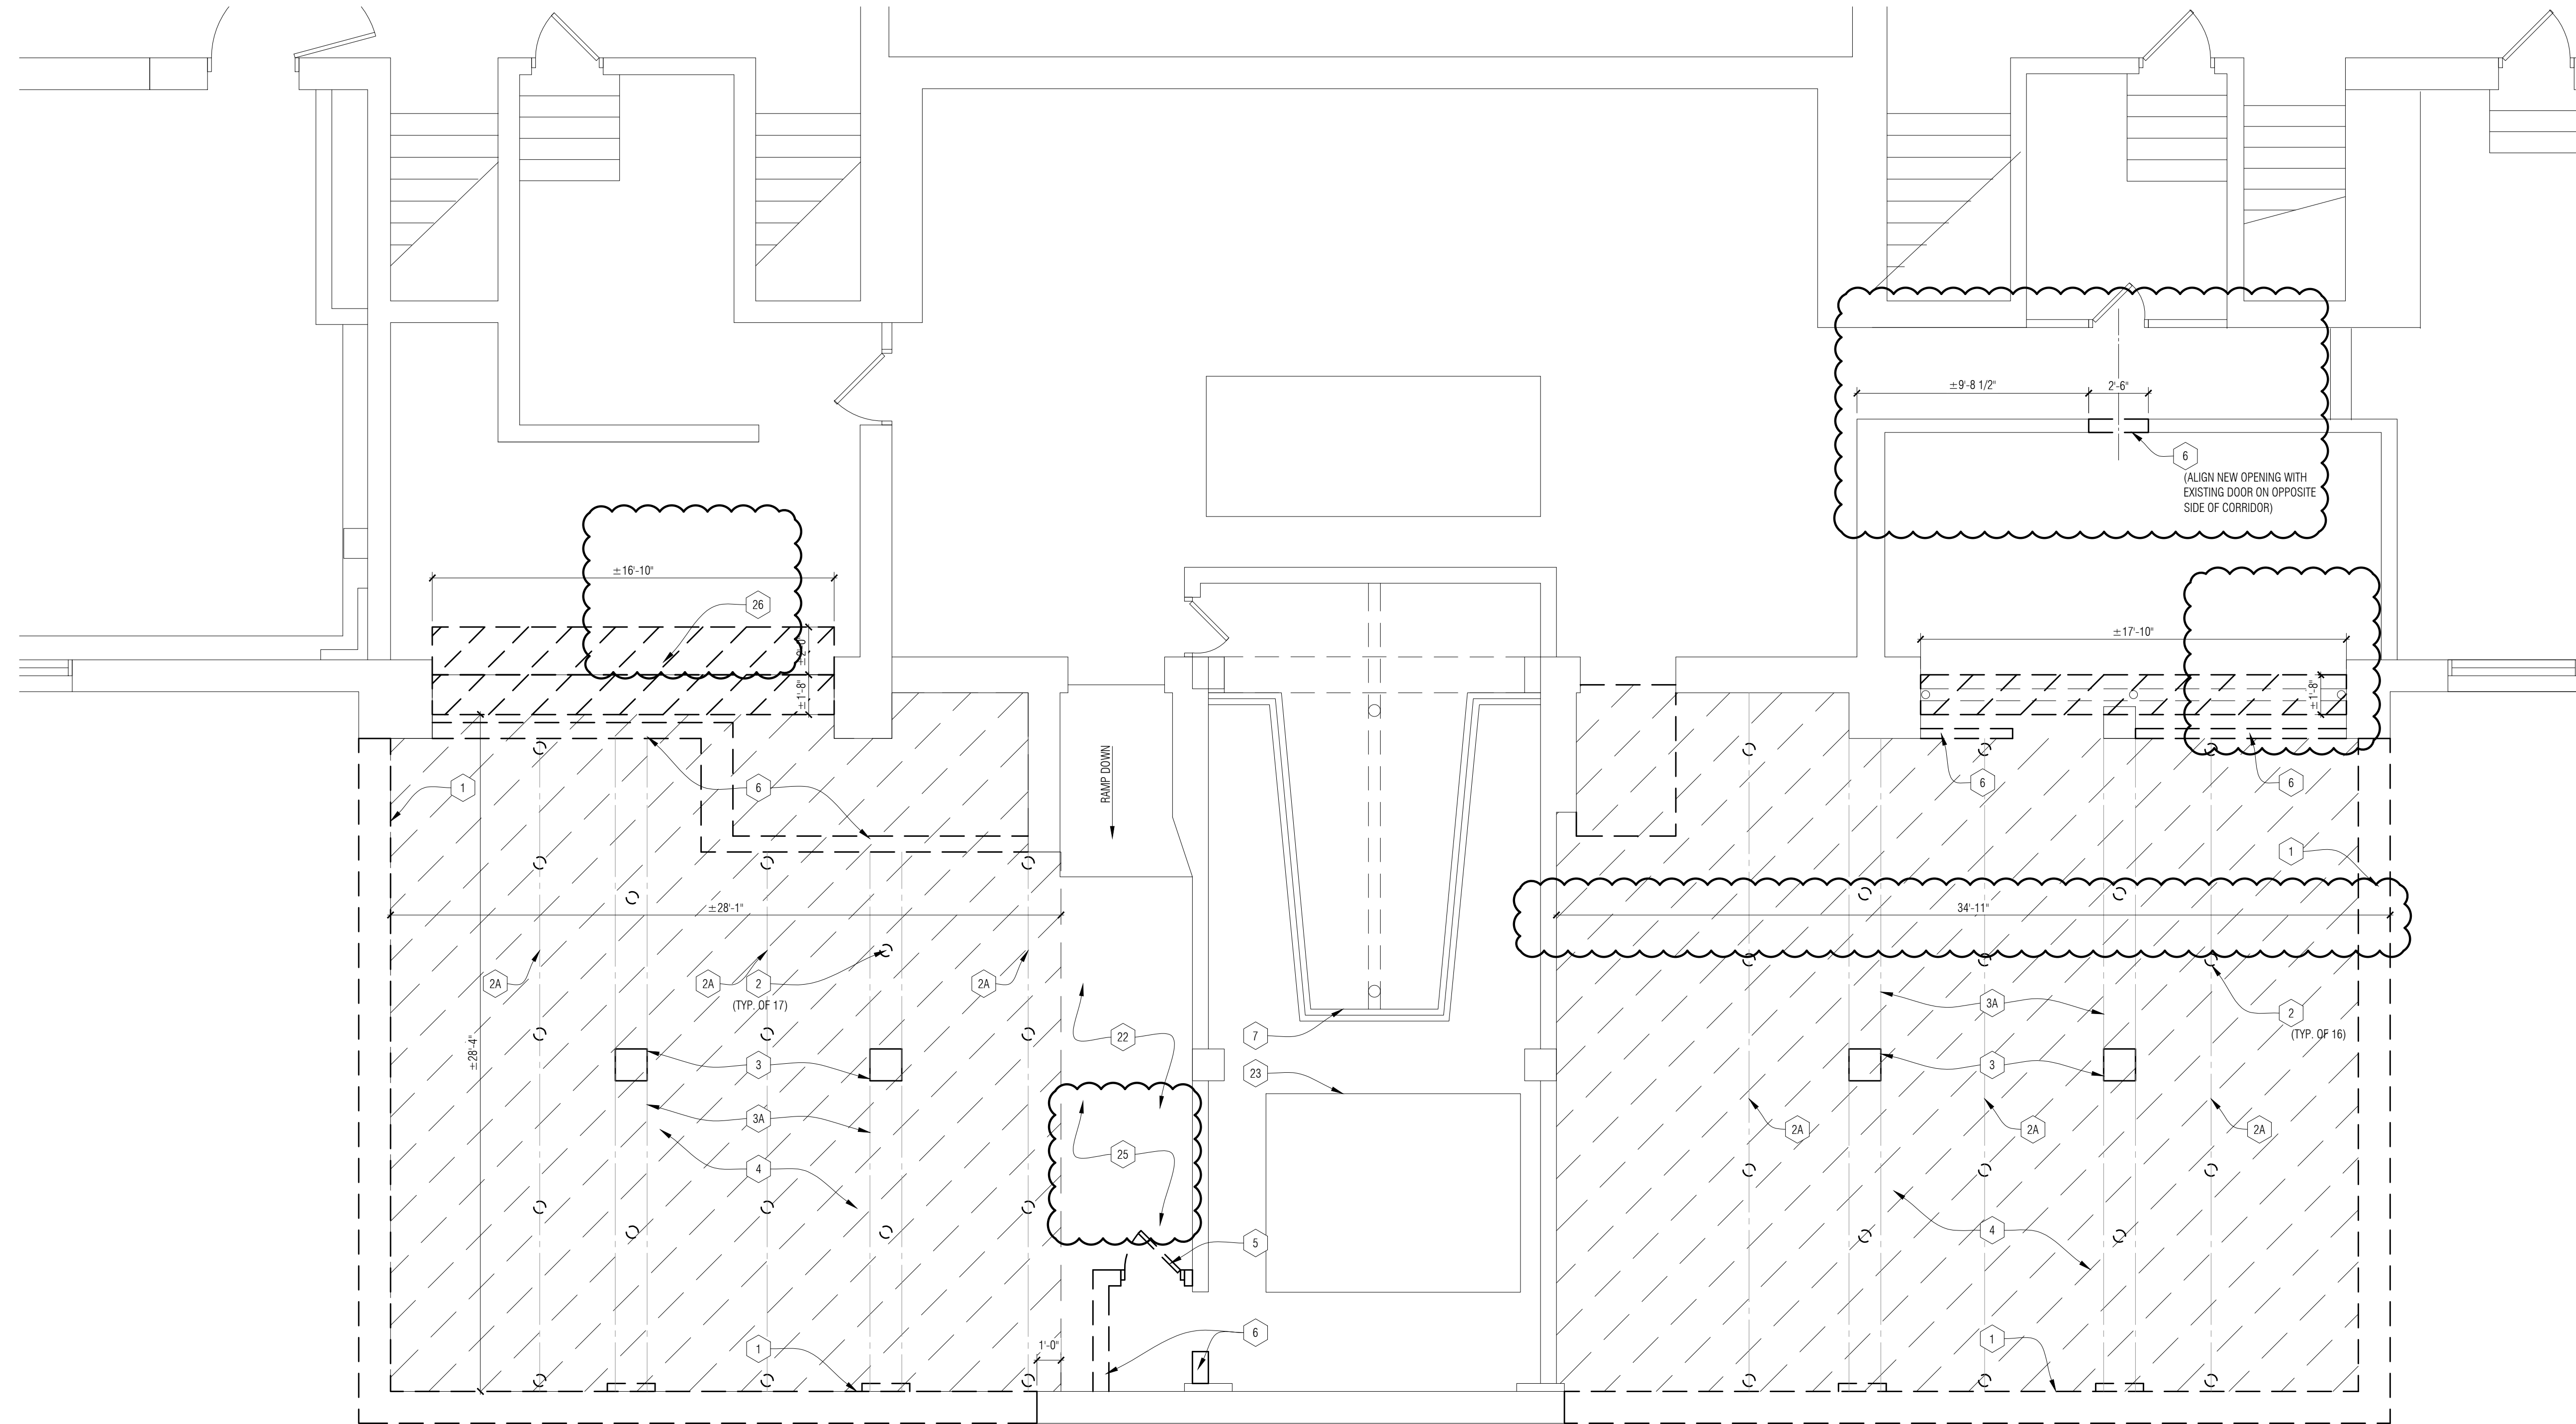 ±9'-8 1/2"
2'-6"
6
(ALIGN NEW OPENING WITH
EXISTING DOOR ON OPPOSITE
SIDE OF CORRIDOR)
±16'-10"
26
±2'-0"
±1'-8"
±17'-10"
±1'-8"
RAMP DOWN
1
6
6
6
1
±28'-1"
34'-11"
2A
2A
2
(TYP. OF 17)
2A
3A
2
(TYP. OF 16)
22
7
±28'-4"
3
23
3
3A
2A
2A
2A
25
4
4
5
6
1'-0"
1
1